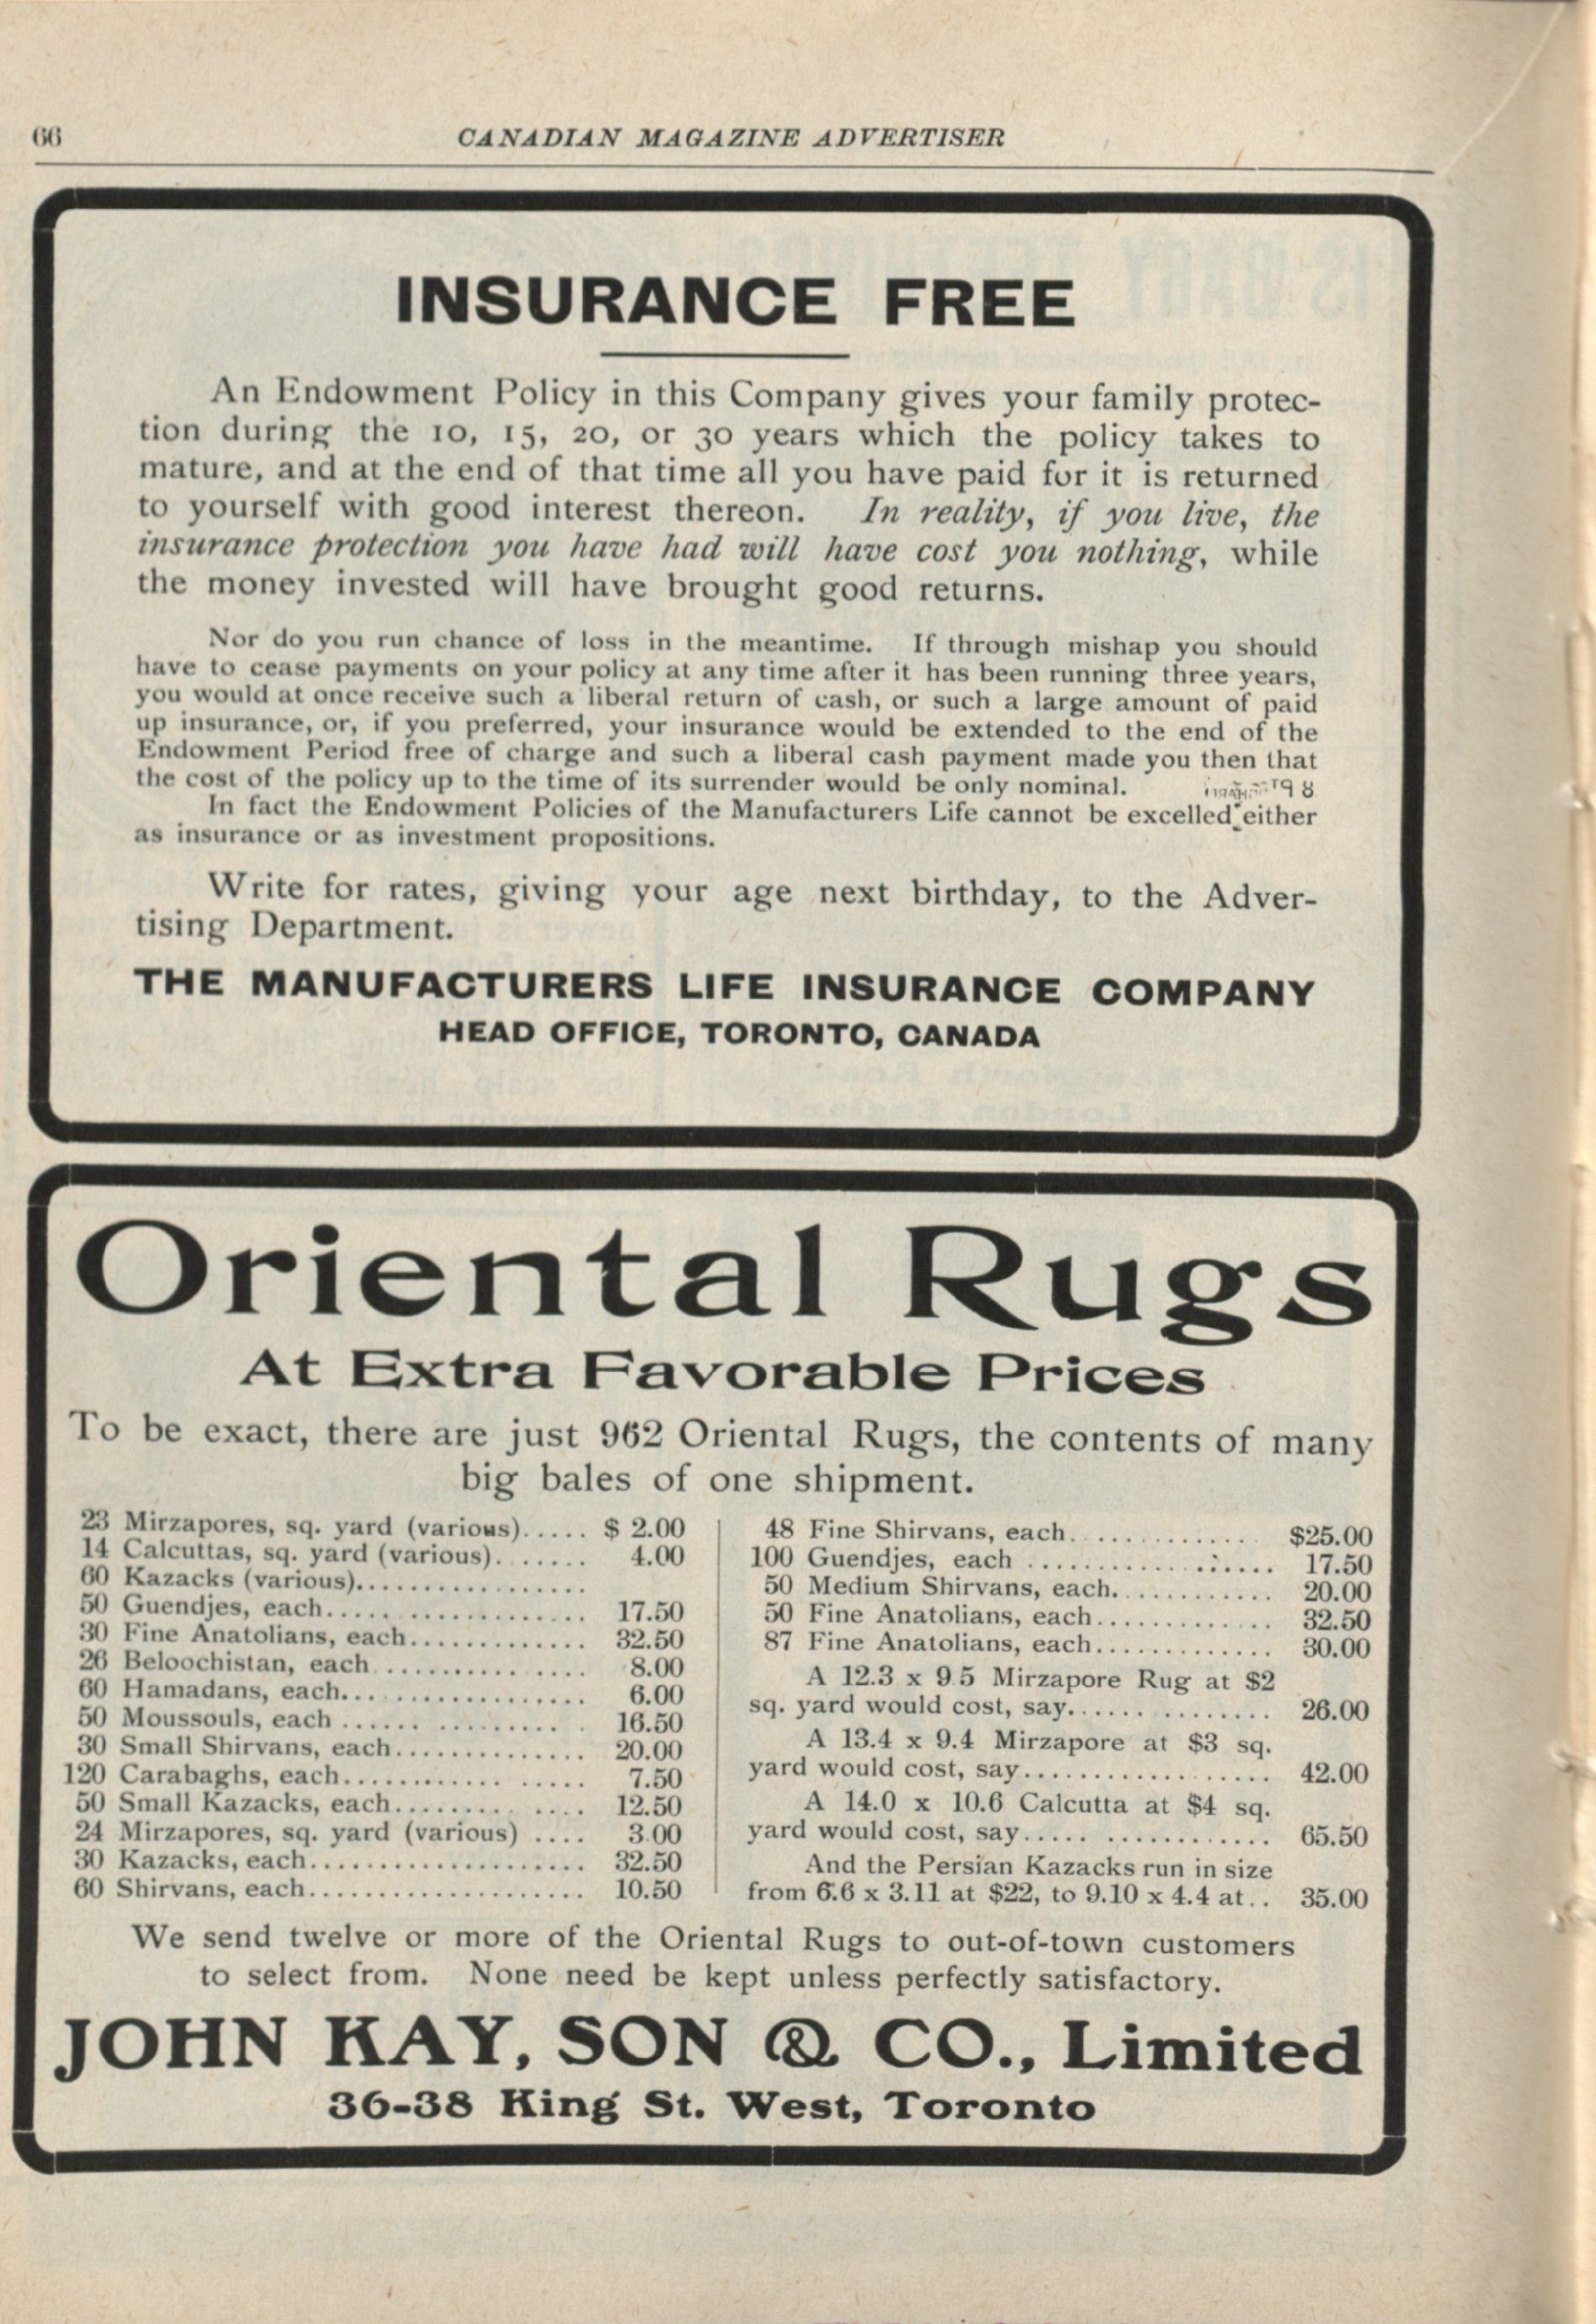 66
CANADIAN MAGAZINE ADVERTISER
INSURANCE FREE
An Endowment Policy in this Company gives your family protec-
tion during the 10, 15, 20, or 30 years which the policy takes to
mature, and at the end of that time all you have paid for it is returned
to yourself with good interest thereon. In reality, if you live, the
insurance protection you have had will have cost you nothing, while
the money invested will have brought good returns.
Nor do you run chance of loss in the meantime. If through mishap you should
have to cease payments on your policy at any time after it has been running three years,
you would at once receive such a liberal return of cash, or such a large amount of paid
up insurance, or, if you preferred, your insurance would be extended to the end of the
Endowment Period free of charge and such a liberal cash payment made you then that
the cost of the policy up to the time of its surrender would be only nominal.
In fact the Endowment Policies of the Manufacturers Life cannot be excelled either
as insurance or as investment propositions.
Write for rates, giving your age next birthday, to the Adver-
tising Department.
THE MANUFACTURERS LIFE INSURANCE COMPANY
HEAD OFFICE, TORONTO, CANADA
Oriental Rugs
At Extra Favorable Prices
To be exact, there are just 962 Oriental Rugs, the contents of many
big bales of one shipment.
23 Mirzapores, sq. yard (various)..... $ 2.00
14 Calcuttas, sq. yard (various)....... 4.00
60 Kazacks (various).................
50 Guendjes, each.................... 17.50
30 Fine Anatolians, each............. 32.50
26 Beloochistan, each............... 8.00
60 Hamadans, each.................. 6.00
50 Moussouls, each ................ 16.50
30 Small Shirvans, each.............. 20.00
120 Carabaghs, each................. 7.50
50 Small Kazacks, each............. 12.50
24 Mirzapores, sq. yard (various) .... 3.00
30 Kazacks, each.................... 32.50
60 Shirvans, each.................... 10.50
48 Fine Shirvans, each.............. $25.00
100 Guendjes, each .................. 17.50
50 Medium Shirvans, each............ 20.00
50 Fine Anatolians, each............. 32.50
87 Fine Anatolians, each............. 30.00
A 12.3 x 9.5 Mirzapore Rug at $2
sq. yard would cost, say.............. 26.00
A 13.4 x 9.4 Mirzapore at $3 sq.
yard would cost, say.................. 42.00
A 14.0 x 10.6 Calcutta at $4 sq.
yard would cost, say................. 65.50
And the Persian Kazacks run in size
from 6.6 x 3.11 at $22, to 9.10 x 4.4 at.. 35.00
We send twelve or more of the Oriental Rugs to out-of-town customers
to select from. None need be kept unless perfectly satisfactory.
JOHN KAY, SON & CO., Limited
36-38 King St. West, Toronto